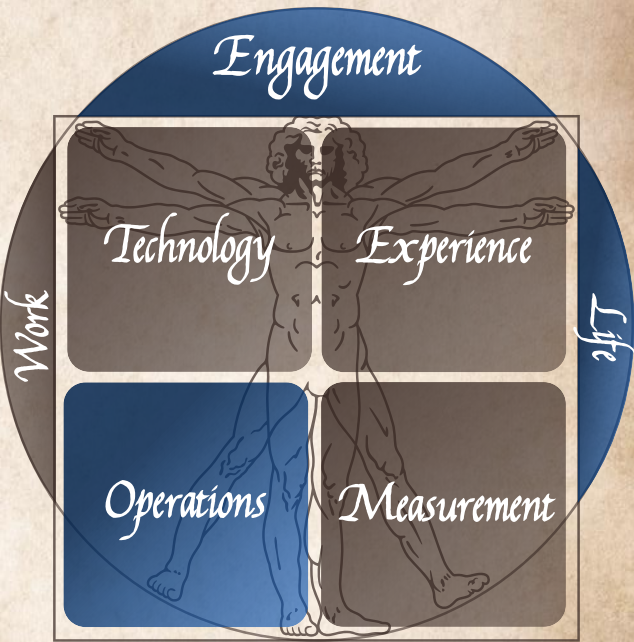 Engagement
Technology
Experience
Work
Life
Operations
Measurement